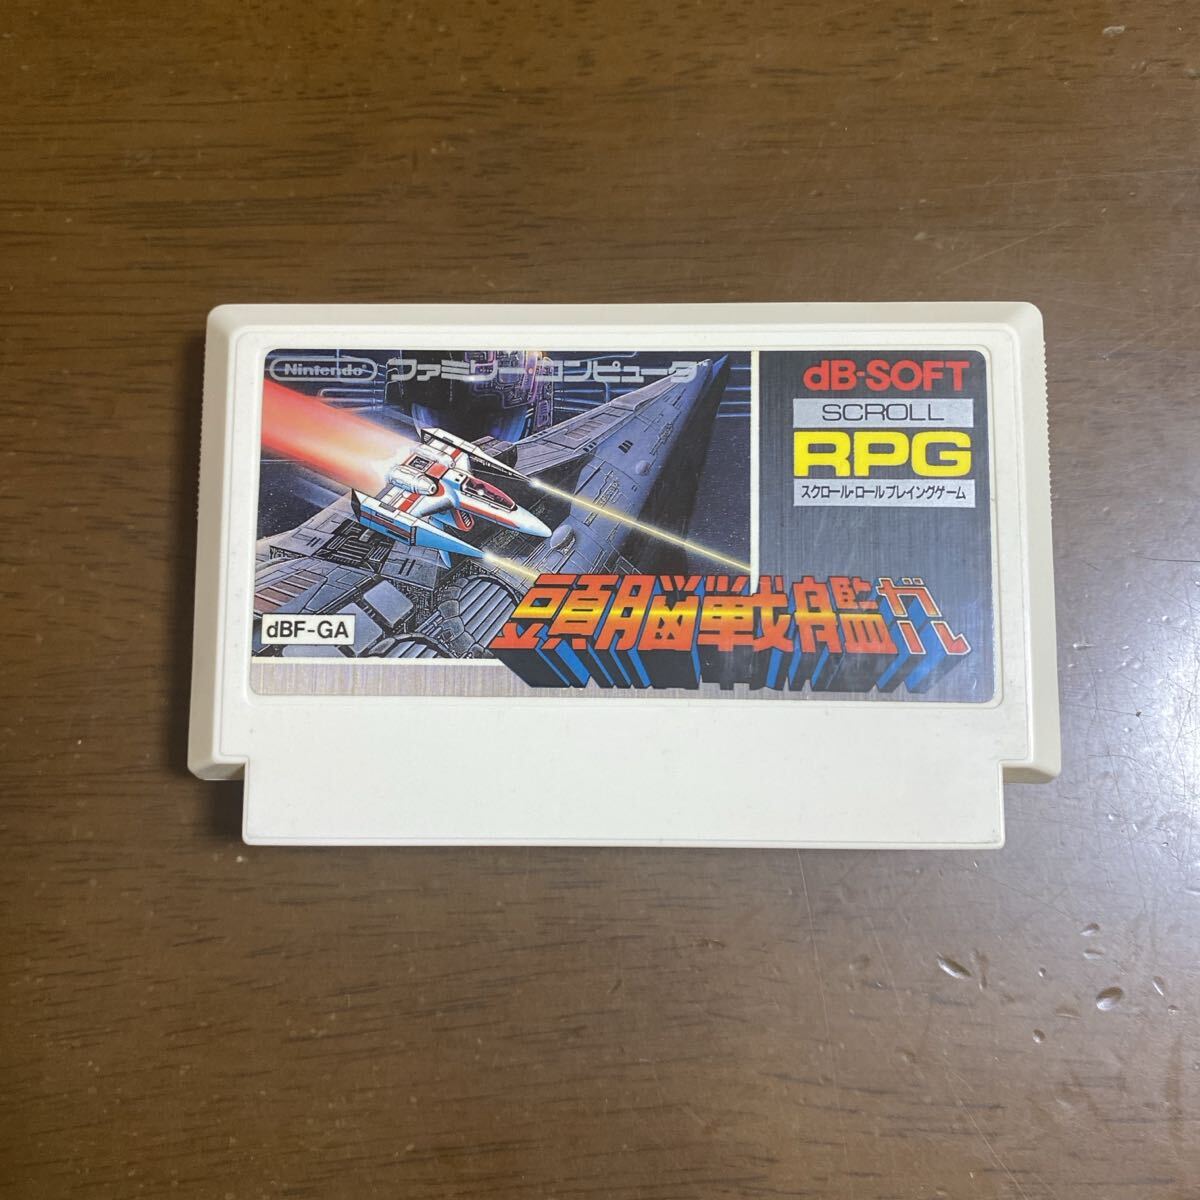 Nintendo® ファミリーコンピュータ™
dB-SOFT
SCROLL
RPG
スクロール・ロールプレイングゲーム
頭脳戦艦ガル
dBF-GA